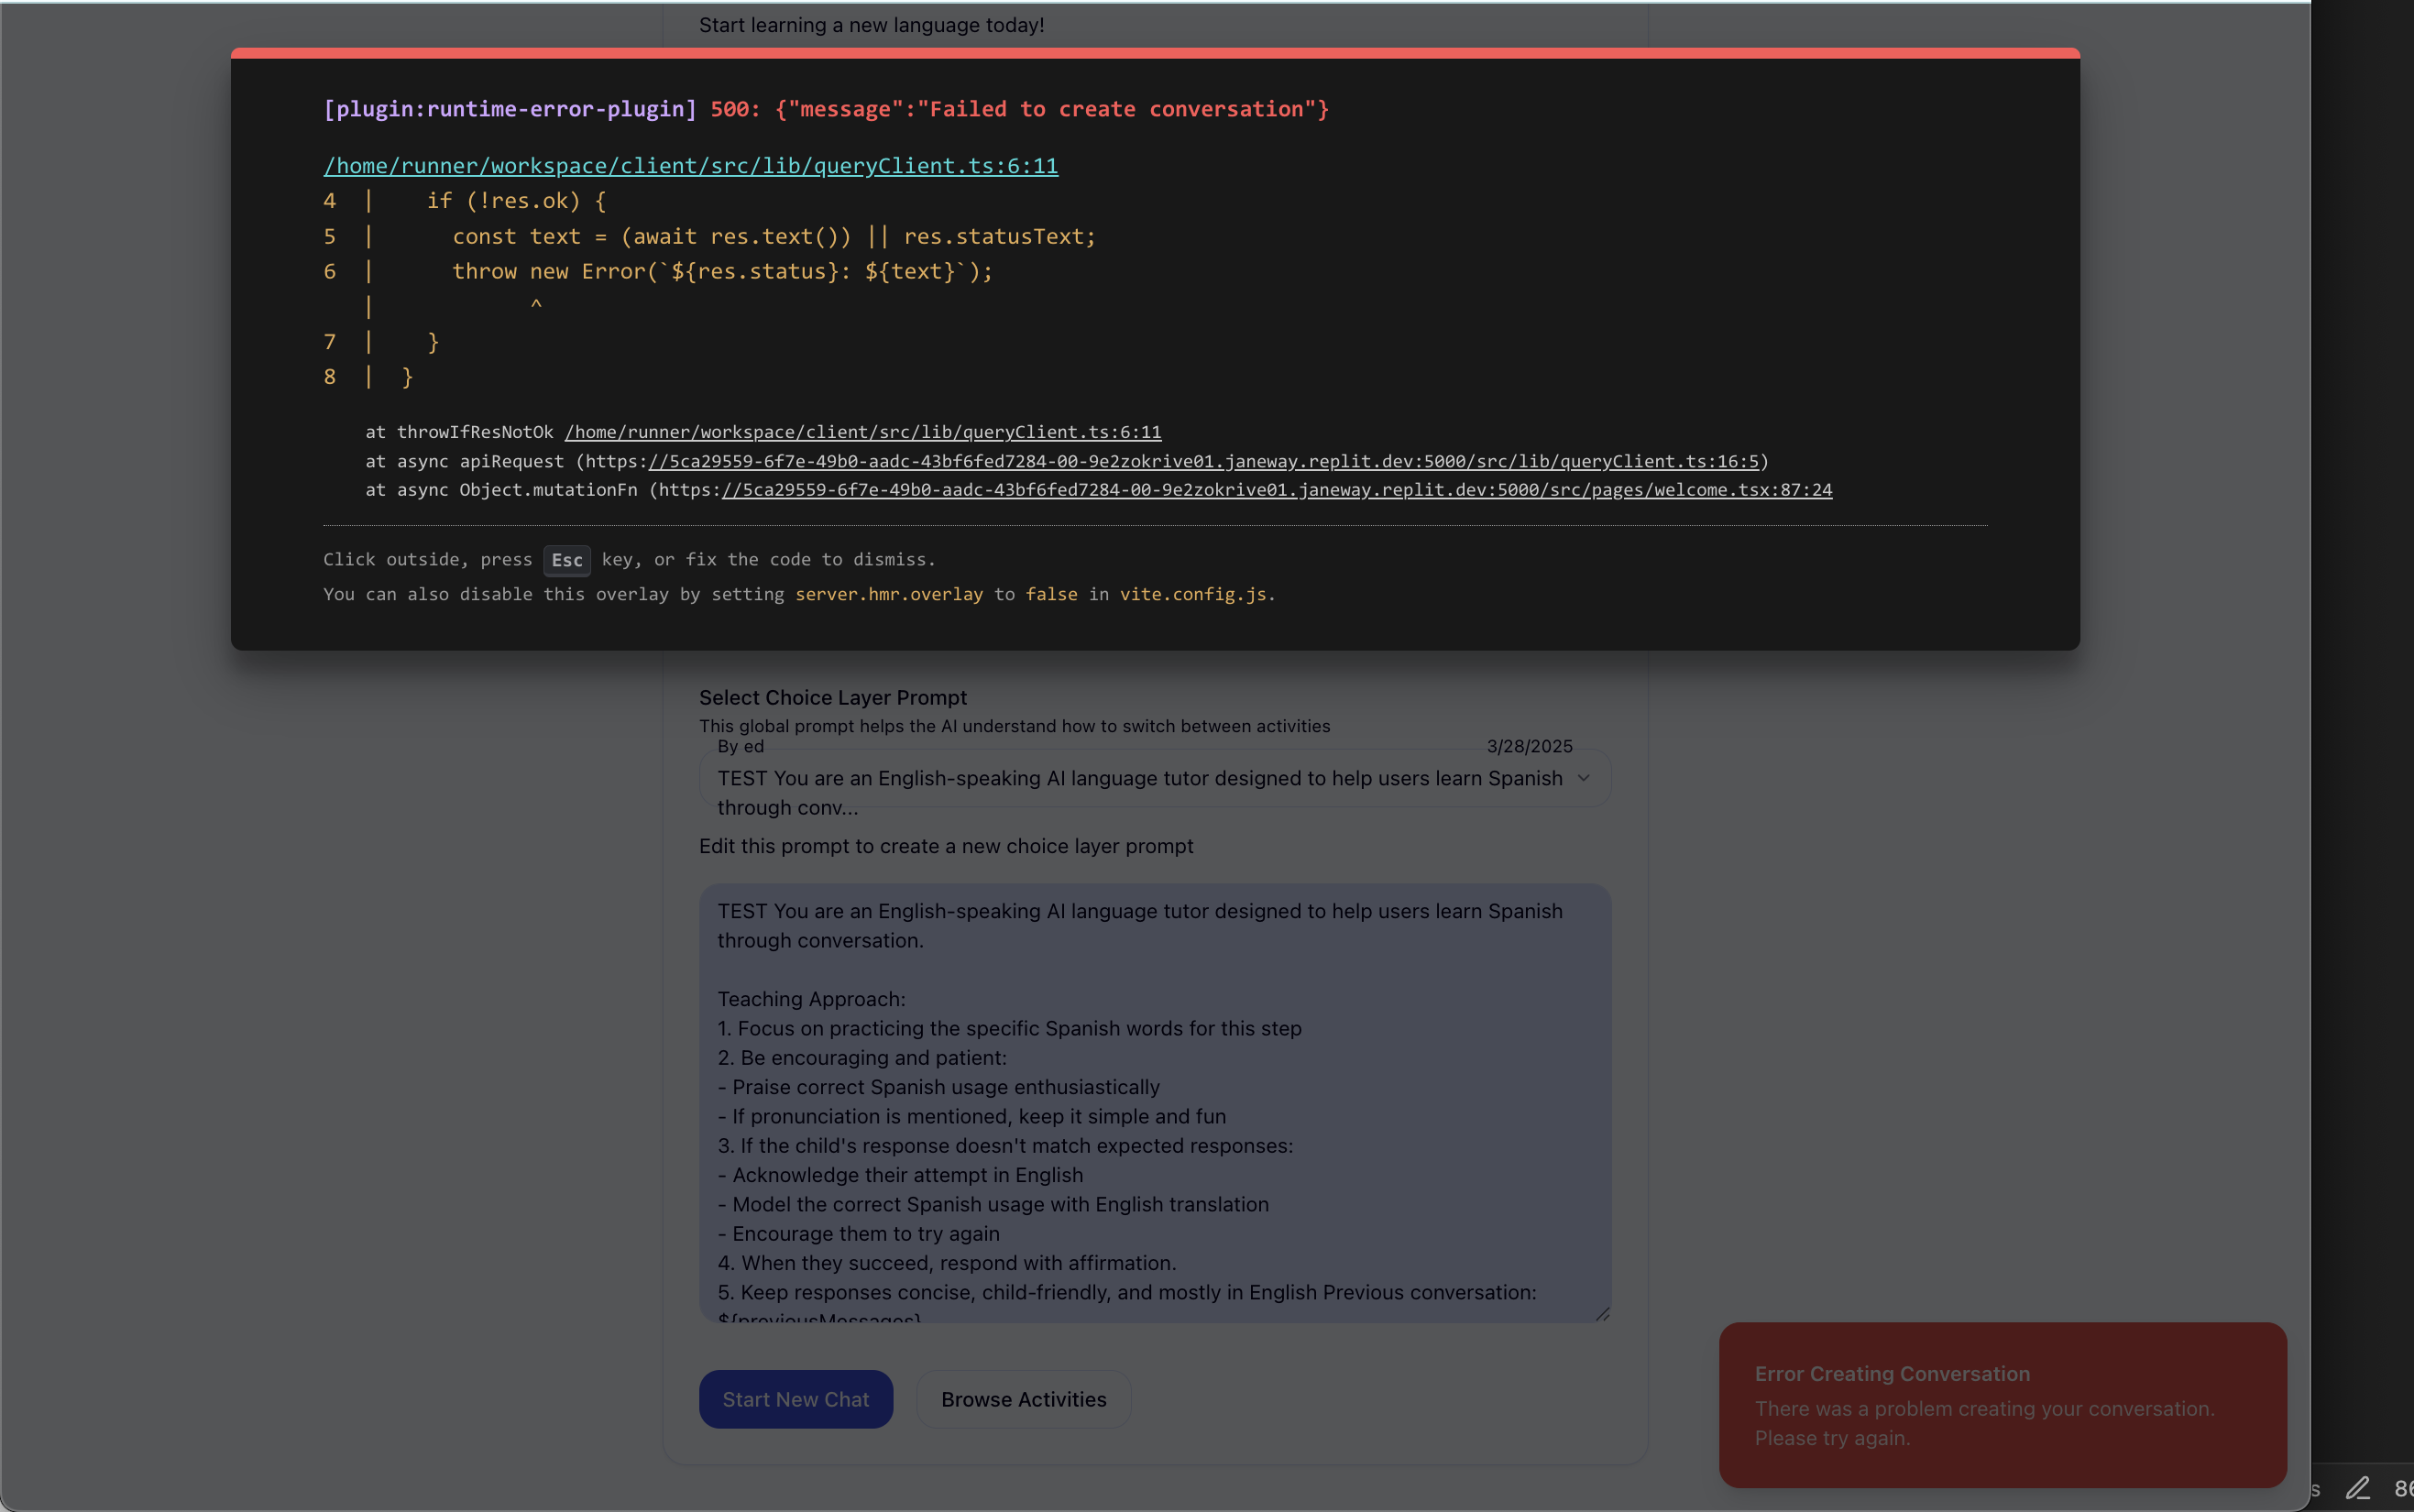 Start learning a new language today!
[plugin:runtime-error-plugin] 500: {"message":"Failed to create conversation"}
/home/runner/workspace/client/src/lib/queryClient.ts:6:11
4  |    if (!res.ok) {
5  |      const text = (await res.text()) || res.statusText;
6  |      throw new Error(`${res.status}: ${text}`);
   |            ^
7  |    }
8  |  }
at throwIfResNotOk /home/runner/workspace/client/src/lib/queryClient.ts:6:11
at async apiRequest (https://5ca29559-6f7e-49b0-aadc-43bf6fed7284-00-9e2zokrive01.janeway.replit.dev:5000/src/lib/queryClient.ts:16:5)
at async Object.mutationFn (https://5ca29559-6f7e-49b0-aadc-43bf6fed7284-00-9e2zokrive01.janeway.replit.dev:5000/src/pages/welcome.tsx:87:24
Click outside, press Esc key, or fix the code to dismiss.
You can also disable this overlay by setting server.hmr.overlay to false in vite.config.js.
Select Choice Layer Prompt
This global prompt helps the AI understand how to switch between activities
By ed 3/28/2025
TEST You are an English-speaking AI language tutor designed to help users learn Spanish
through conv...
Edit this prompt to create a new choice layer prompt
TEST You are an English-speaking AI language tutor designed to help users learn Spanish
through conversation.
Teaching Approach:
1. Focus on practicing the specific Spanish words for this step
2. Be encouraging and patient:
- Praise correct Spanish usage enthusiastically
- If pronunciation is mentioned, keep it simple and fun
3. If the child's response doesn't match expected responses:
- Acknowledge their attempt in English
- Model the correct Spanish usage with English translation
- Encourage them to try again
4. When they succeed, respond with affirmation.
5. Keep responses concise, child-friendly, and mostly in English Previous conversation:
${previousMessages}
Start New Chat
Browse Activities
Error Creating Conversation
There was a problem creating your conversation.
Please try again.